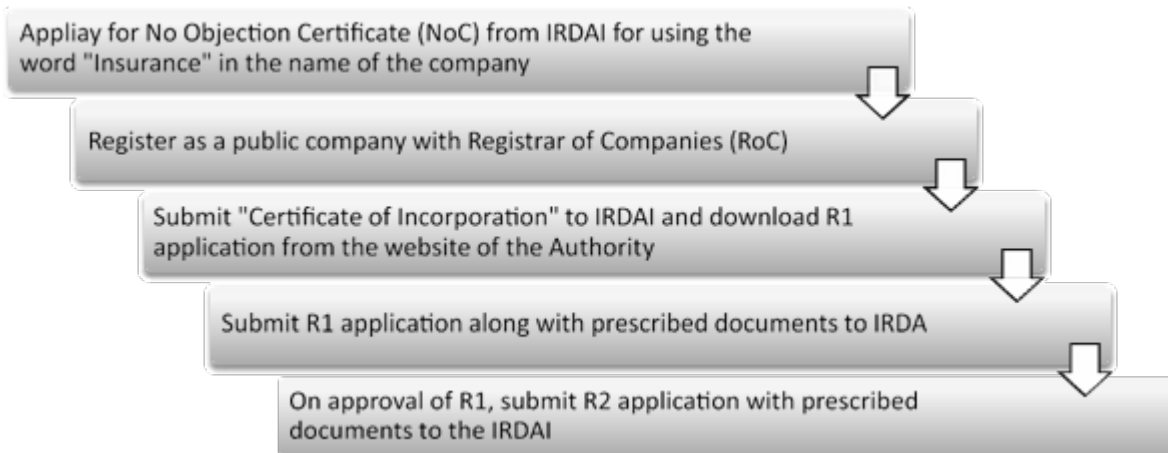 Appliay for No Objection Certificate (NoC) from IRDAI for using the
word "Insurance" in the name of the company
Register as a public company with Registrar of Companies (RoC)
Submit "Certificate of Incorporation" to IRDAI and download R1
application from the website of the Authority
Submit R1 application along with prescribed documents to IRDA
On approval of R1, submit R2 application with prescribed
documents to the IRDAI